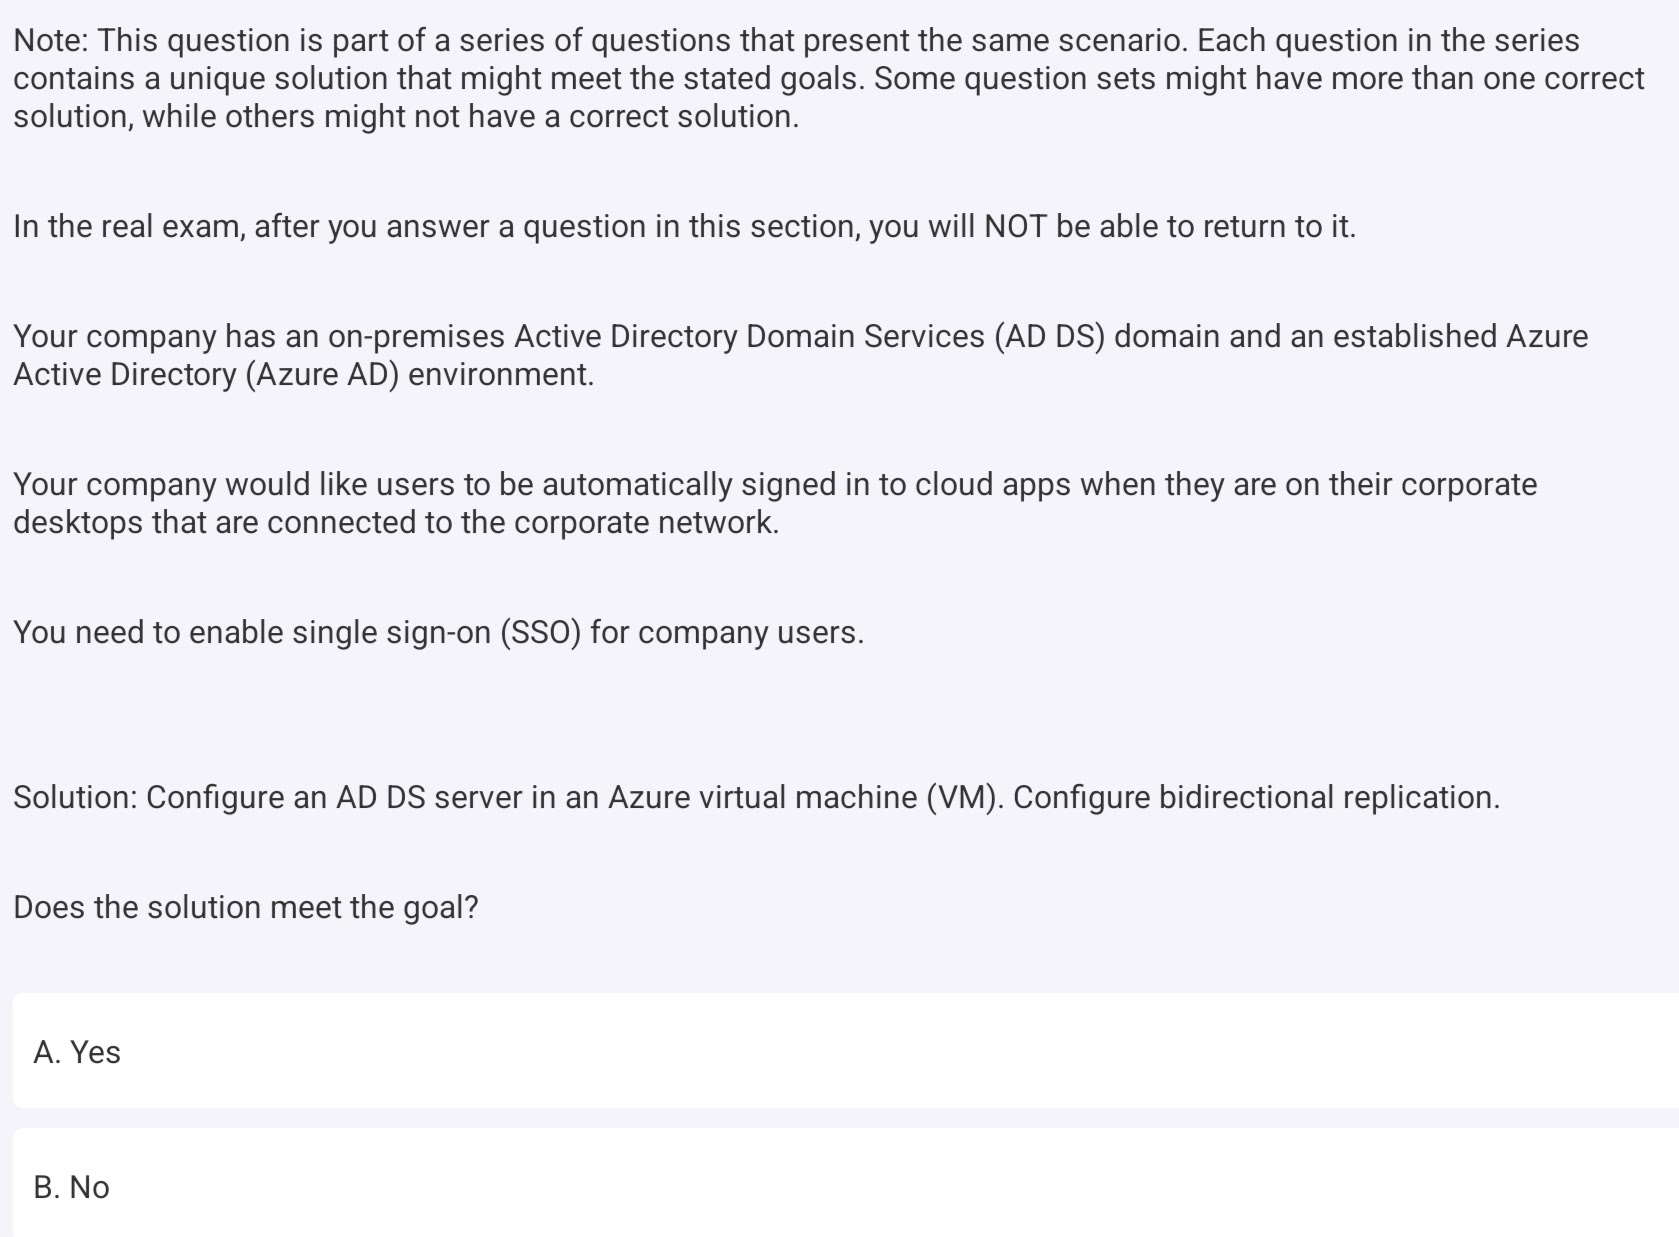 Note: This question is part of a series of questions that present the same scenario. Each question in the series
contains a unique solution that might meet the stated goals. Some question sets might have more than one correct
solution, while others might not have a correct solution.
In the real exam, after you answer a question in this section, you will NOT be able to return to it.
Your company has an on-premises Active Directory Domain Services (AD DS) domain and an established Azure
Active Directory (Azure AD) environment.
Your company would like users to be automatically signed in to cloud apps when they are on their corporate
desktops that are connected to the corporate network.
You need to enable single sign-on (SSO) for company users.
Solution: Configure an AD DS server in an Azure virtual machine (VM). Configure bidirectional replication.
Does the solution meet the goal?
A. Yes
B. No